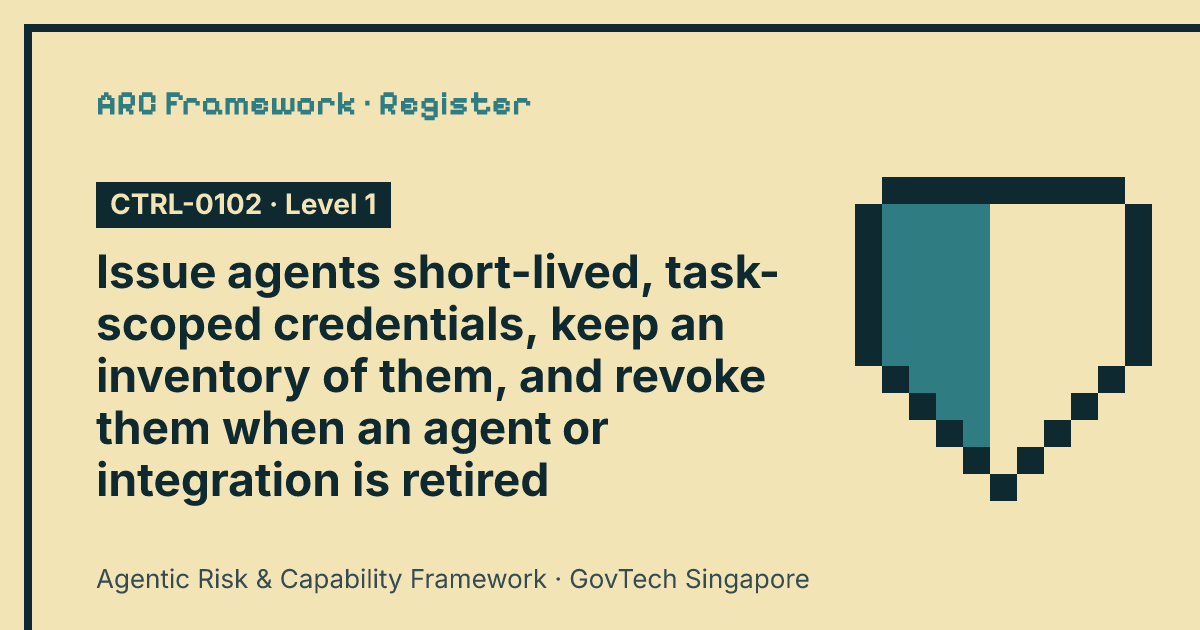 ARC Framework · Register
CTRL-0102 · Level 1
Issue agents short-lived, task-
scoped credentials, keep an
inventory of them, and revoke
them when an agent or
integration is retired
Agentic Risk & Capability Framework · GovTech Singapore